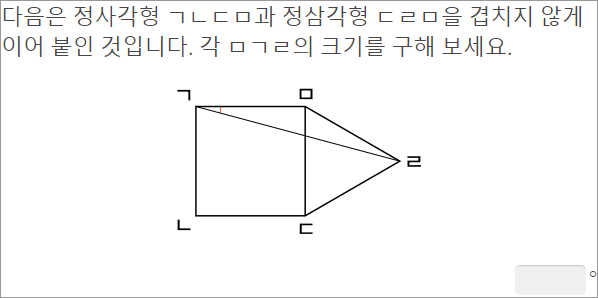 다음은 정사각형 ㄱㄴㄷㅁ과 정삼각형 ㄷㄹㅁ을 겹치지 않게
이어 붙인 것입니다. 각 ㅁㄱㄹ의 크기를 구해 보세요.
ㄱ ㅁ
ㄹ
ㄴ ㄷ
°